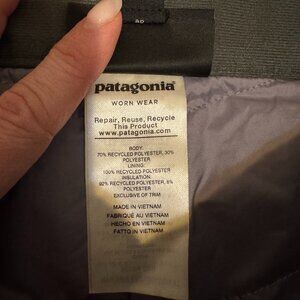 patagonia
WORN WEAR
Repair, Reuse, Recycle
This Product
www.patagonia.com
BODY:
70% RECYCLED POLYESTER, 30%
POLYESTER
LINING:
100% RECYCLED POLYESTER
INSULATION:
92% RECYCLED POLYESTER, 8%
POLYESTER
EXCLUSIVE OF TRIM
MADE IN VIETNAM
FABRIQUÉ AU VIETNAM
HECHO EN VIETNAM
FATTO IN VIETNAM